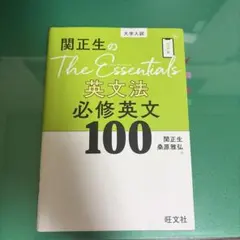 大学入試
関正生の
The Essentials
英文法
必修英文
100
関正生
桑原雅弘
旺文社